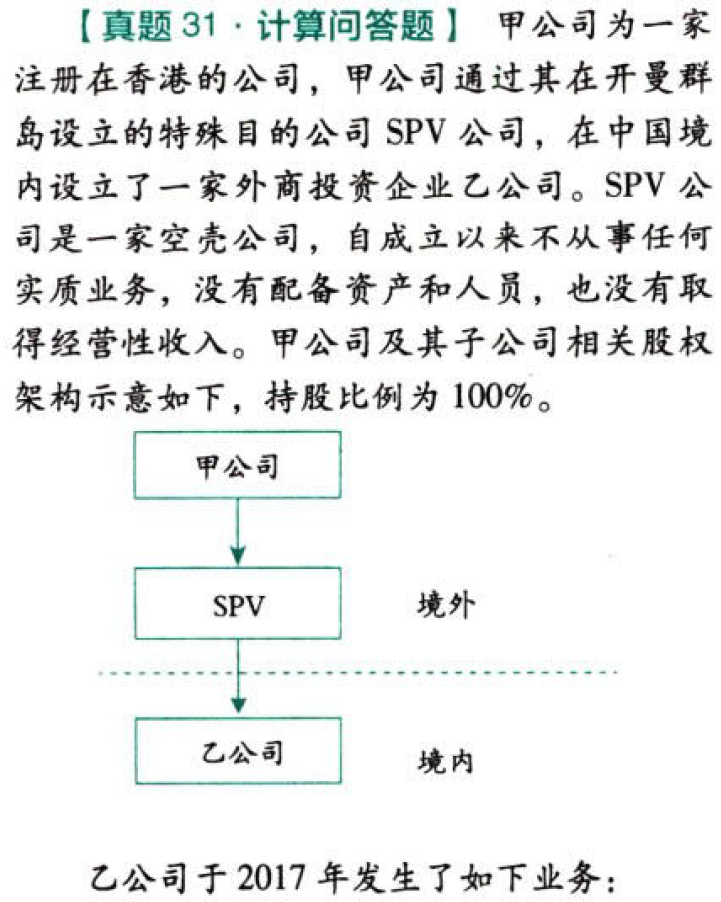 【真题 31·计算问答题】 甲公司为一家
注册在香港的公司，甲公司通过其在开曼群
岛设立的特殊目的公司 SPV 公司，在中国境
内设立了一家外商投资企业乙公司。SPV 公
司是一家空壳公司，自成立以来不从事任何
实质业务，没有配备资产和人员，也没有取
得经营性收入。甲公司及其子公司相关股权
架构示意如下，持股比例为 100%。
甲公司
SPV
境外
乙公司
境内
乙公司于 2017 年发生了如下业务：